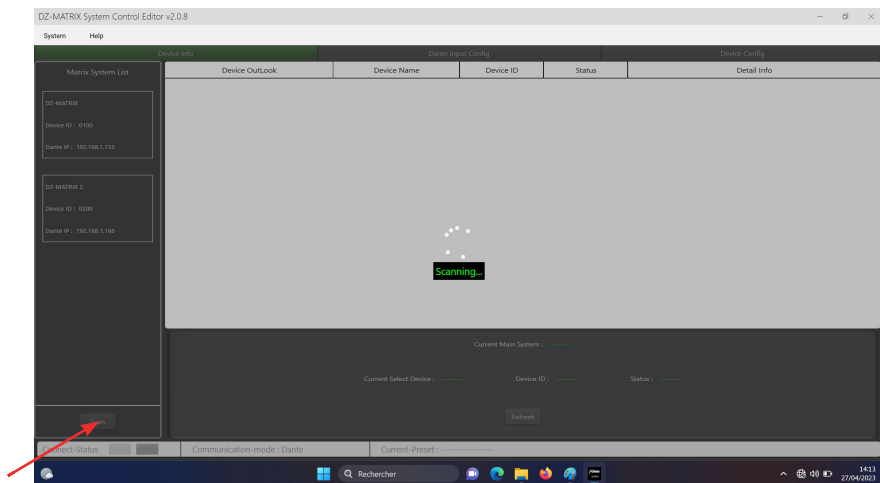 DZ-MATRIX System Control Editor v2.0.8
System Help
Device Info Dante Input Config Device Config
Matrix System List
Device OutLook Device Name Device ID Status Detail Info
DZ-MATRIX
Device ID : 0100
Dante IP : 192.168.1.153
DZ-MATRIX 2
Device ID : 0200
Dante IP : 192.168.1.166
Scanning...
Current Main System : --------
Current Select Device : -------- Device ID : -------- Status : --------
Refresh
Scan
Connect-Status Communication-mode : Dante Current-Preset : ----------------
Rechercher
14:13
27/04/2023